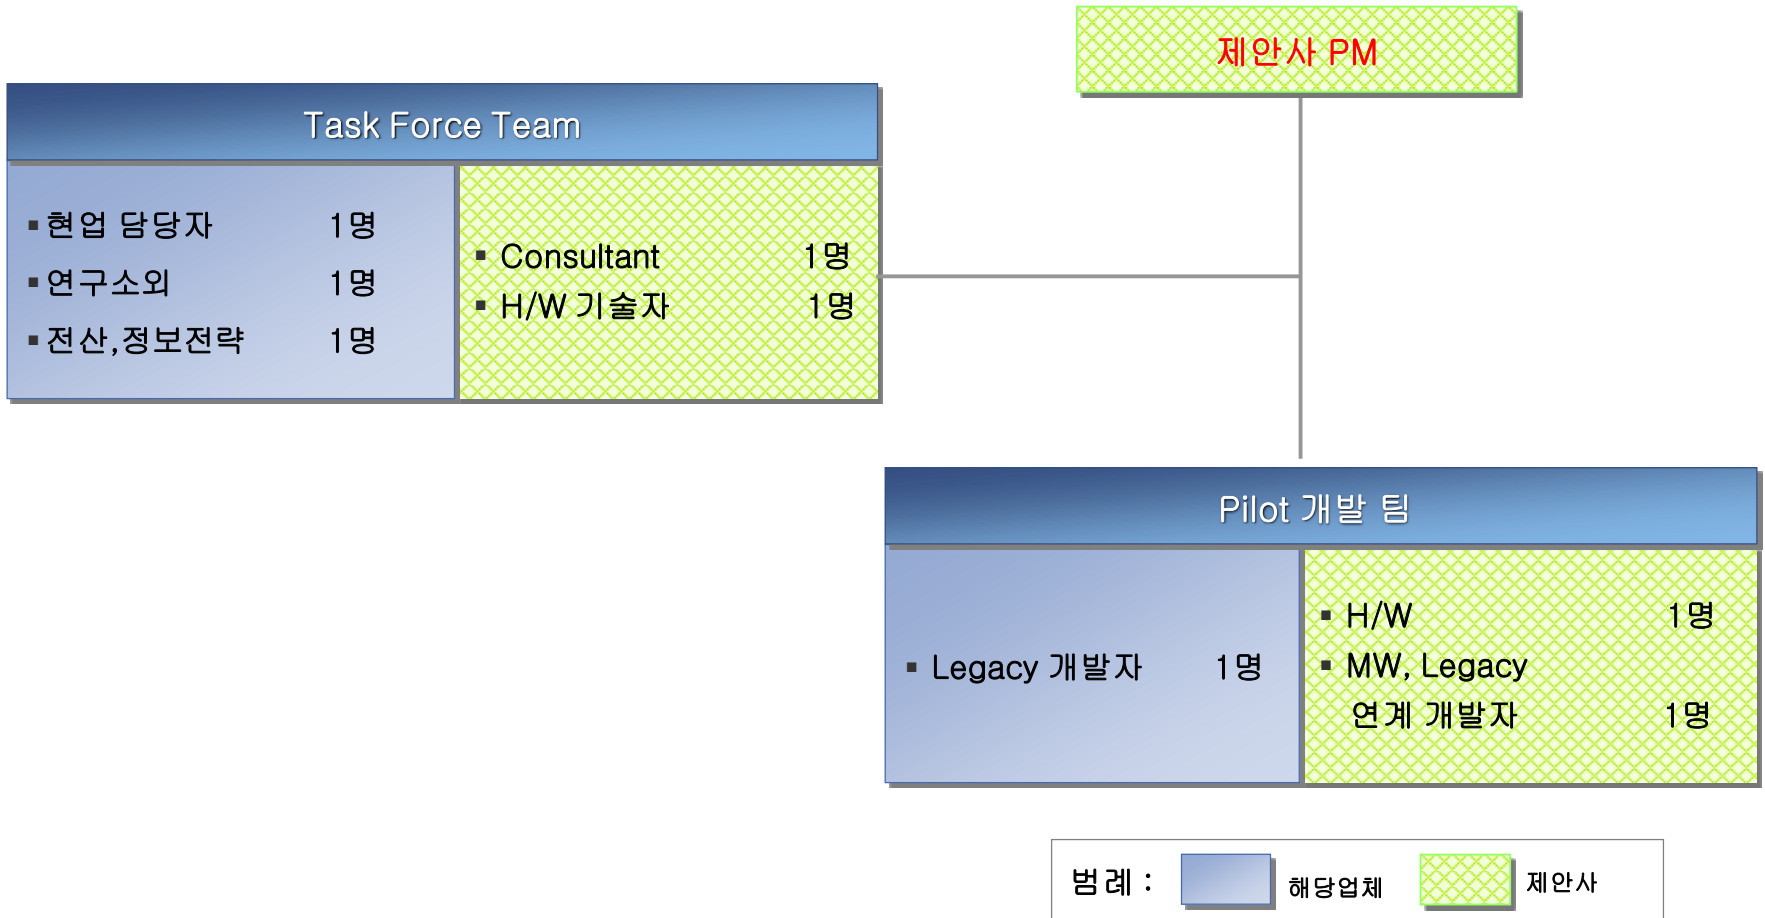 제안사 PM
Task Force Team
▪현업 담당자 1명
▪연구소외 1명
▪전산,정보전략 1명
▪ Consultant 1명
▪ H/W 기술자 1명
Pilot 개발 팀
▪ Legacy 개발자 1명
▪ H/W 1명
▪ MW, Legacy
연계 개발자 1명
범례 : 해당업체 제안사